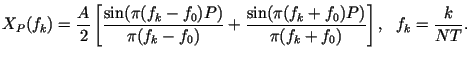 $X_P(f_k) = \frac{A}{2}\left[\frac{\sin(\pi(f_k - f_0)P)}{\pi(f_k - f_0)} + \frac{\sin(\pi(f_k + f_0)P)}{\pi(f_k + f_0)}\right], \quad f_k = \frac{k}{NT}.$